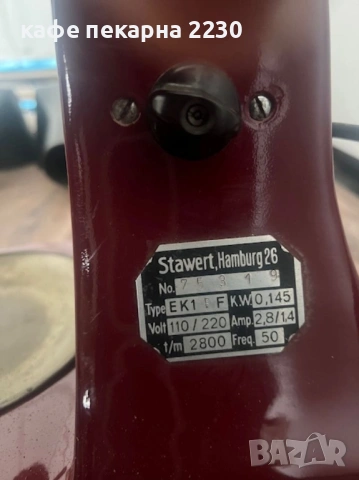 кафе пекарна 2230
Stawert, Hamburg 26
No.
Type EK1 F K.W. 0,145
Volt 110/220 Amp. 2,8/1.4
t/m 2800 Freq. 50
BAZAR